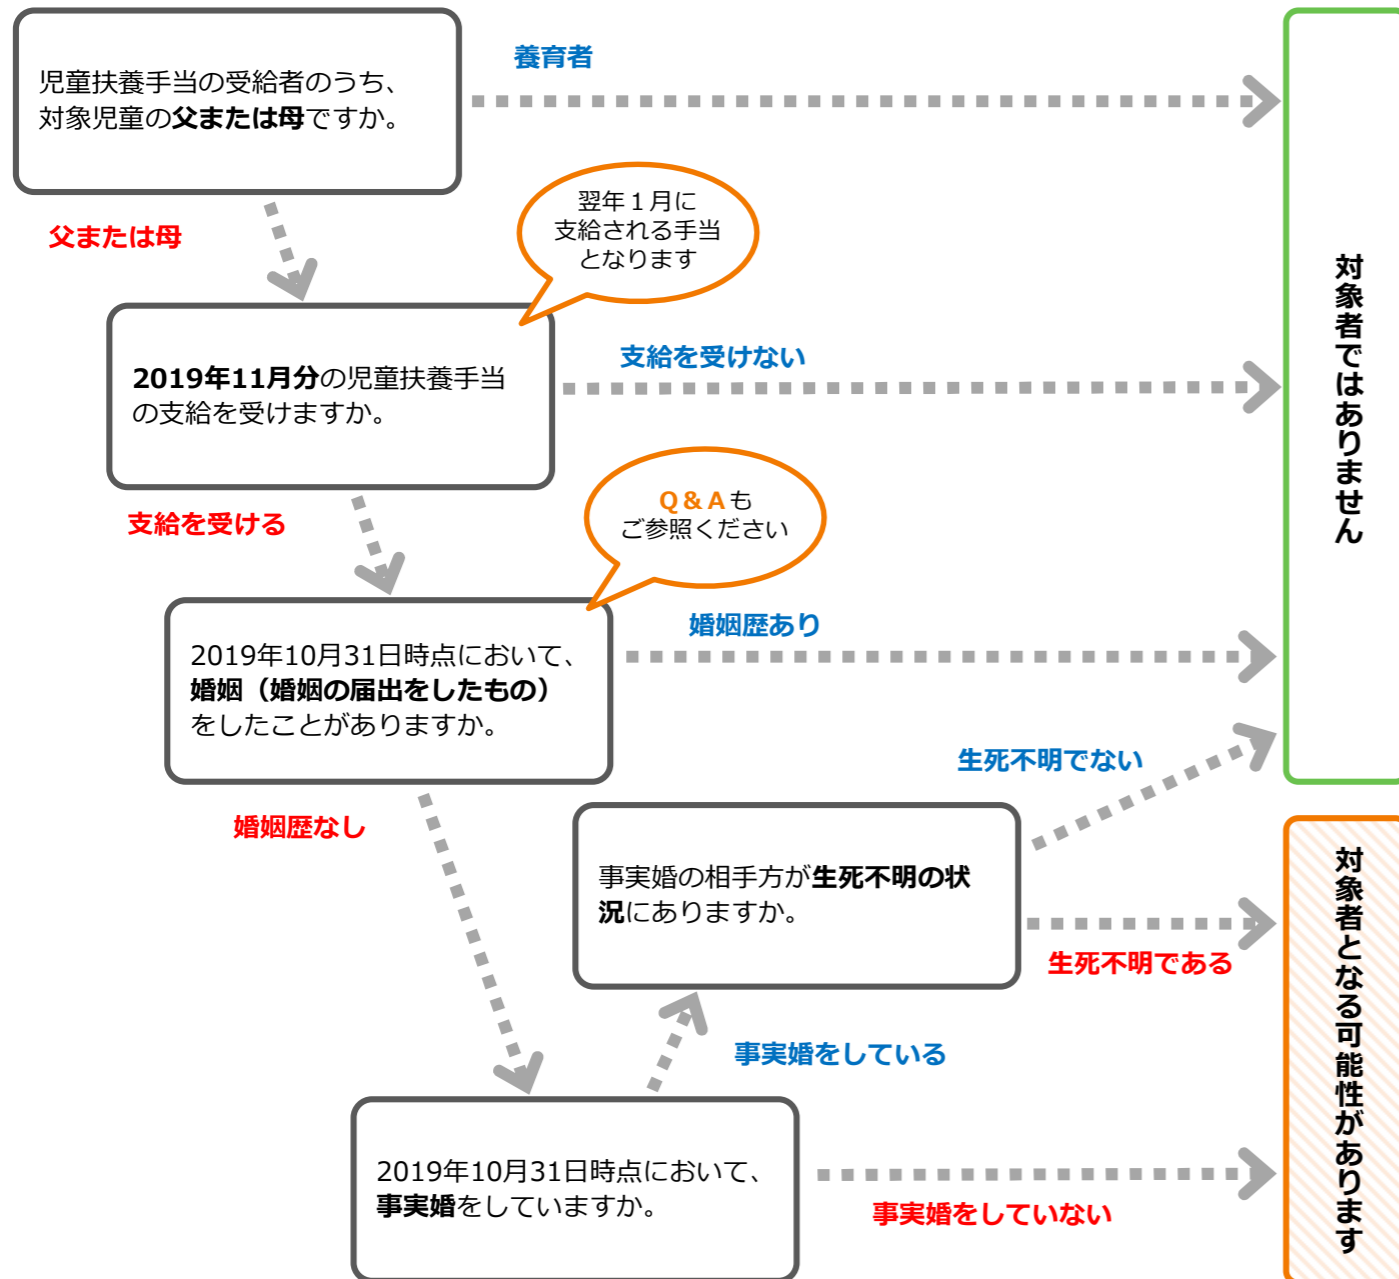 児童扶養手当の受給者のうち、
対象児童の父または母ですか。
養育者
父または母
翌年１月に
支給される手当
となります
2019年11月分の児童扶養手当
の支給を受けますか。
支給を受けない
支給を受ける
Ｑ＆Ａも
ご参照ください
2019年10月31日時点において、
婚姻（婚姻の届出をしたもの）
をしたことがありますか。
婚姻歴あり
婚姻歴なし
事実婚の相手方が生死不明の状
況にありますか。
生死不明でない
生死不明である
事実婚をしている
2019年10月31日時点において、
事実婚をしていますか。
事実婚をしていない
対象者ではありません
対象者となる可能性があります